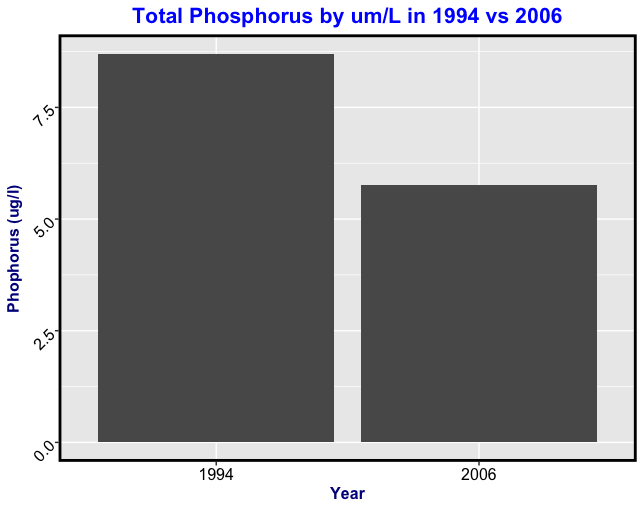 Total Phosphorus by um/L in 1994 vs 2006
Phophorus (ug/l)
7.5
5.0
2.5
0.0
1994 2006
Year